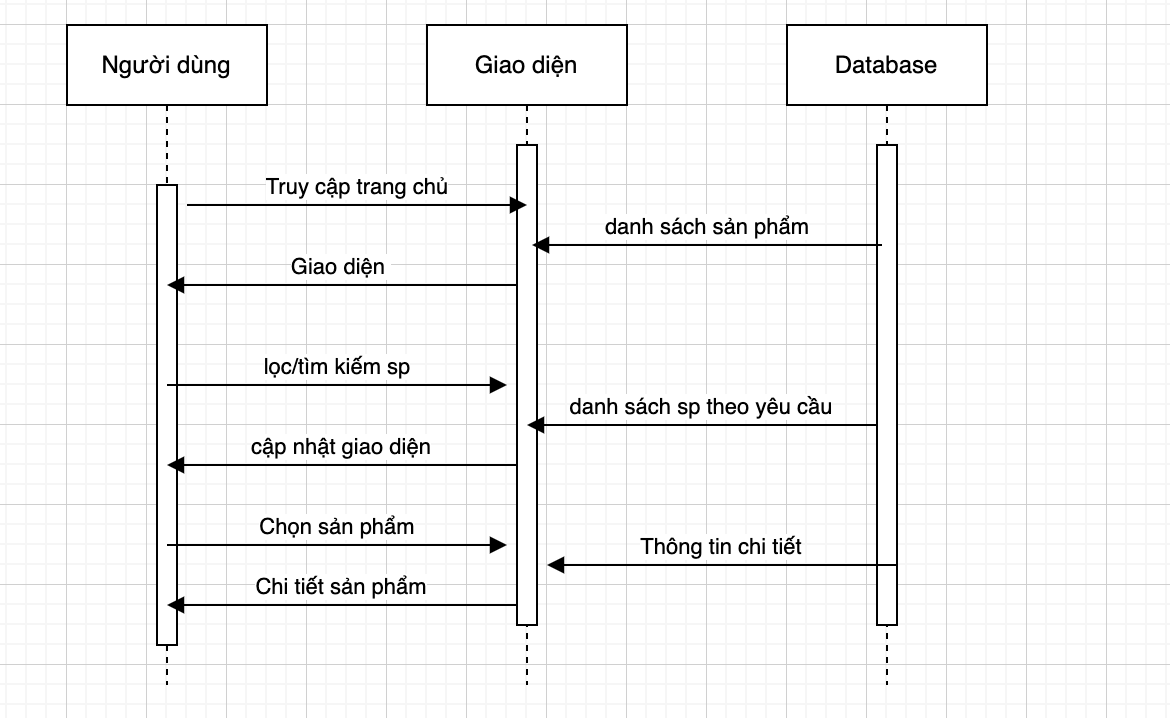 Người dùng
Giao diện
Database
Truy cập trang chủ
danh sách sản phẩm
Giao diện
lọc/tìm kiếm sp
danh sách sp theo yêu cầu
cập nhật giao diện
Chọn sản phẩm
Thông tin chi tiết
Chi tiết sản phẩm